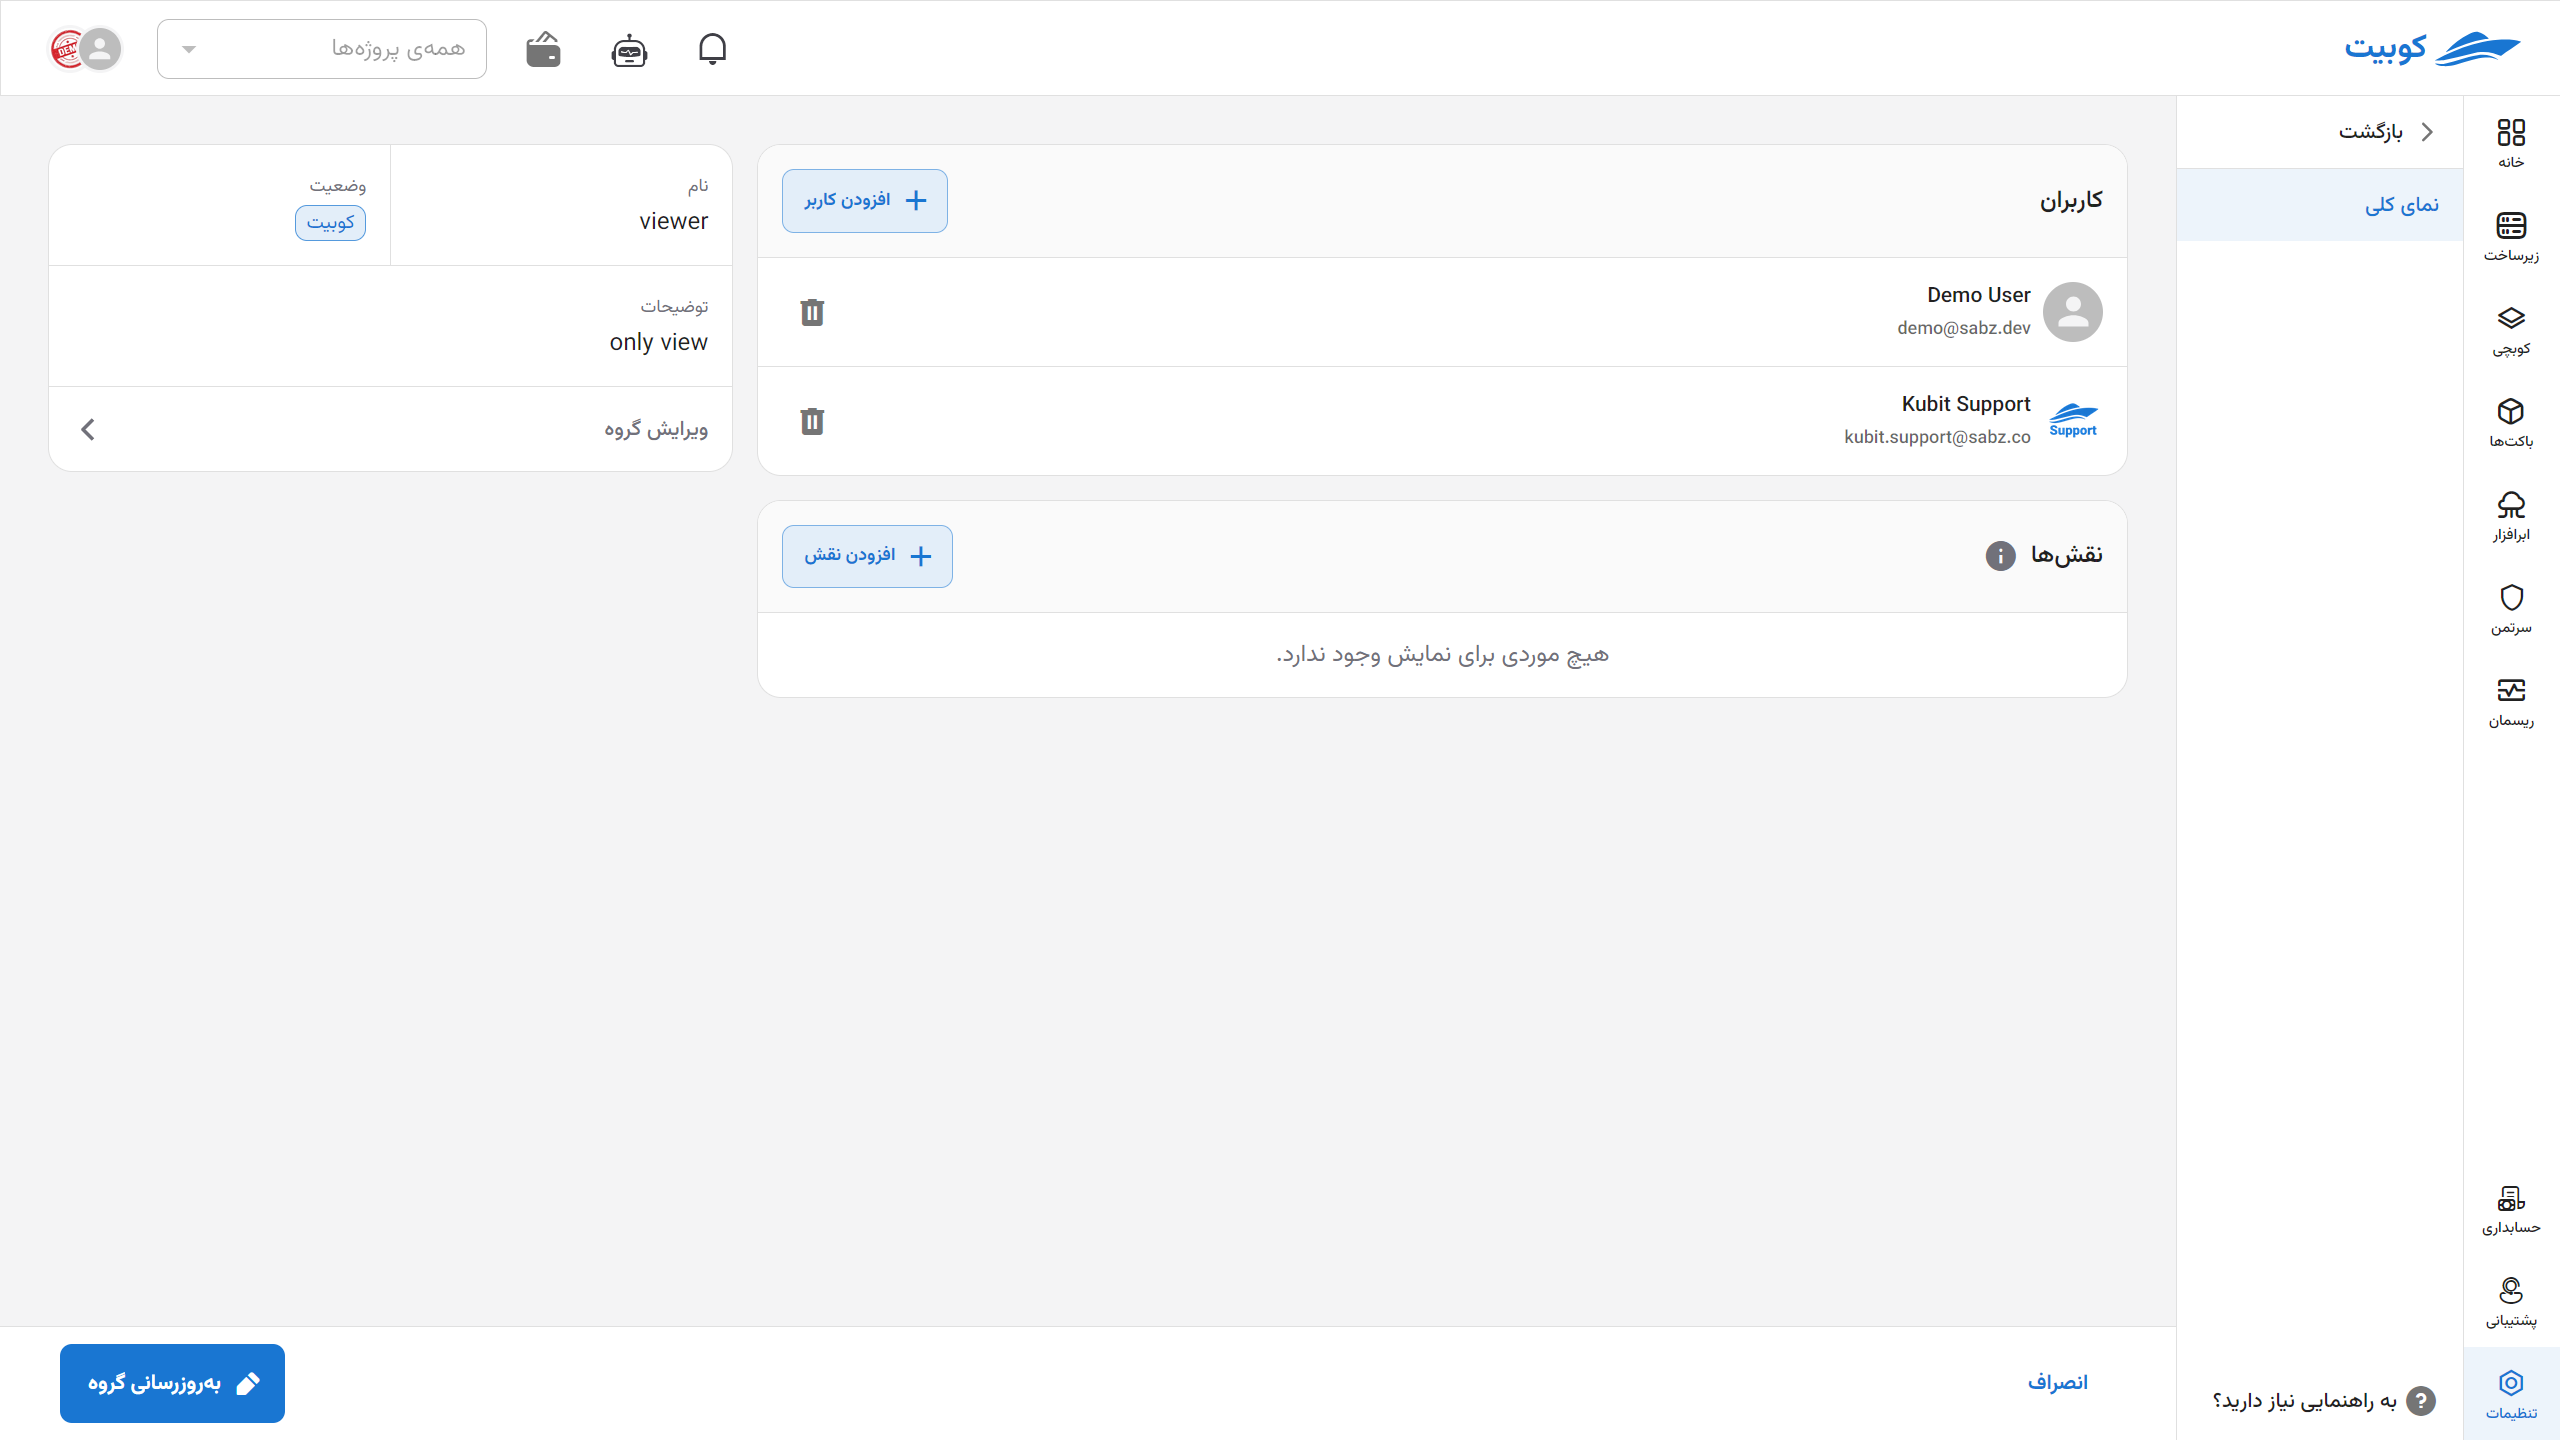 کوبیت
همه‌ی پروژه‌ها
خانه
زیرساخت
کوبچی
باکت‌ها
ابرافزار
سرتمن
ریسمان
حسابداری
پشتیبانی
تنظیمات
بازگشت
نمای کلی
به راهنمایی نیاز دارید؟
کاربران
افزودن کاربر
Demo User
demo@sabz.dev
Kubit Support
kubit.support@sabz.co
Support
نقش‌ها
افزودن نقش
هیچ موردی برای نمایش وجود ندارد.
نام
viewer
وضعیت
کوبیت
توضیحات
only view
ویرایش گروه
انصراف
به‌روزرسانی گروه